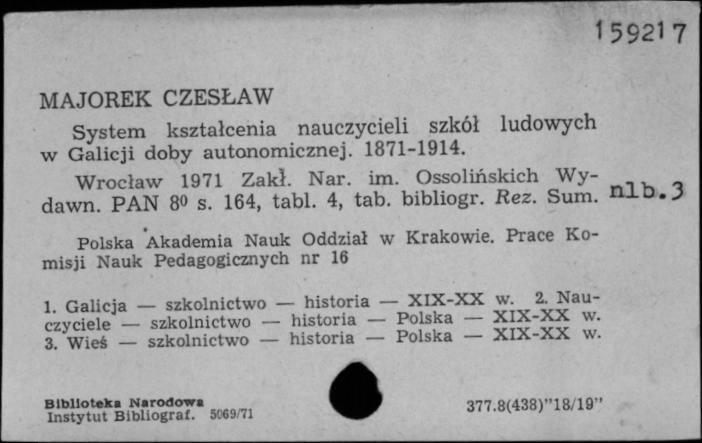 159217
MAJOREK CZESŁAW
System kształcenia nauczycieli szkół ludowych
w Galicji doby autonomicznej. 1871-1914.
Wrocław 1971 Zakł. Nar. im. Ossolińskich Wy-
dawn. PAN 8⁰ s. 164, tabl. 4, tab. bibliogr. Rez. Sum. nlb.3
Polska Akademia Nauk Oddział w Krakowie. Prace Ko-
misji Nauk Pedagogicznych nr 16
1. Galicja — szkolnictwo — historia — XIX-XX w. 2. Nau-
czyciele — szkolnictwo — historia — Polska — XIX-XX w.
3. Wieś — szkolnictwo — historia — Polska — XIX-XX w.
Biblioteka Narodowa
Instytut Bibliograf. 5069/71
377.8(438)"18/19"